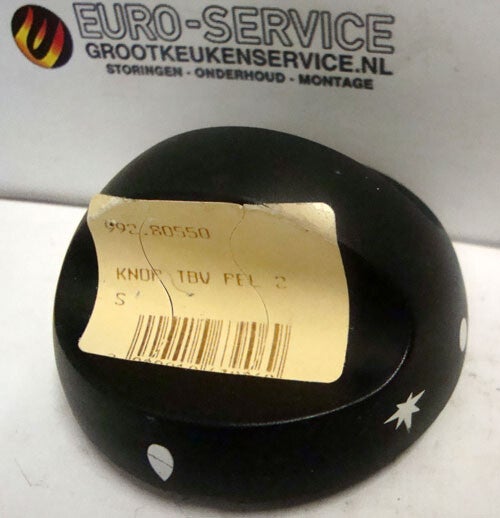 EURO-SERVICE
GROOTKEUKENSERVICE.NL
STORINGEN - ONDERHOUD - MONTAGE
992.80550
KNOP TBV PEL 2
S